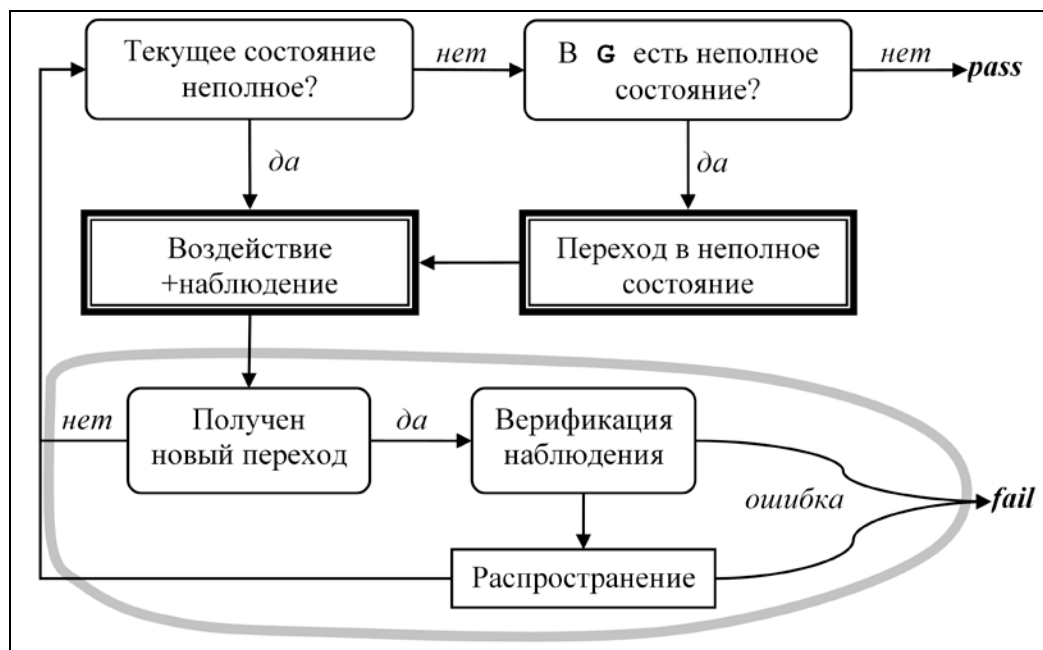 Текущее состояние
неполное?
нет
В G есть неполное
состояние?
нет
pass
да
да
Воздействие
+наблюдение
Переход в неполное
состояние
нет
Получен
новый переход
да
Верификация
наблюдения
ошибка
fail
Распространение